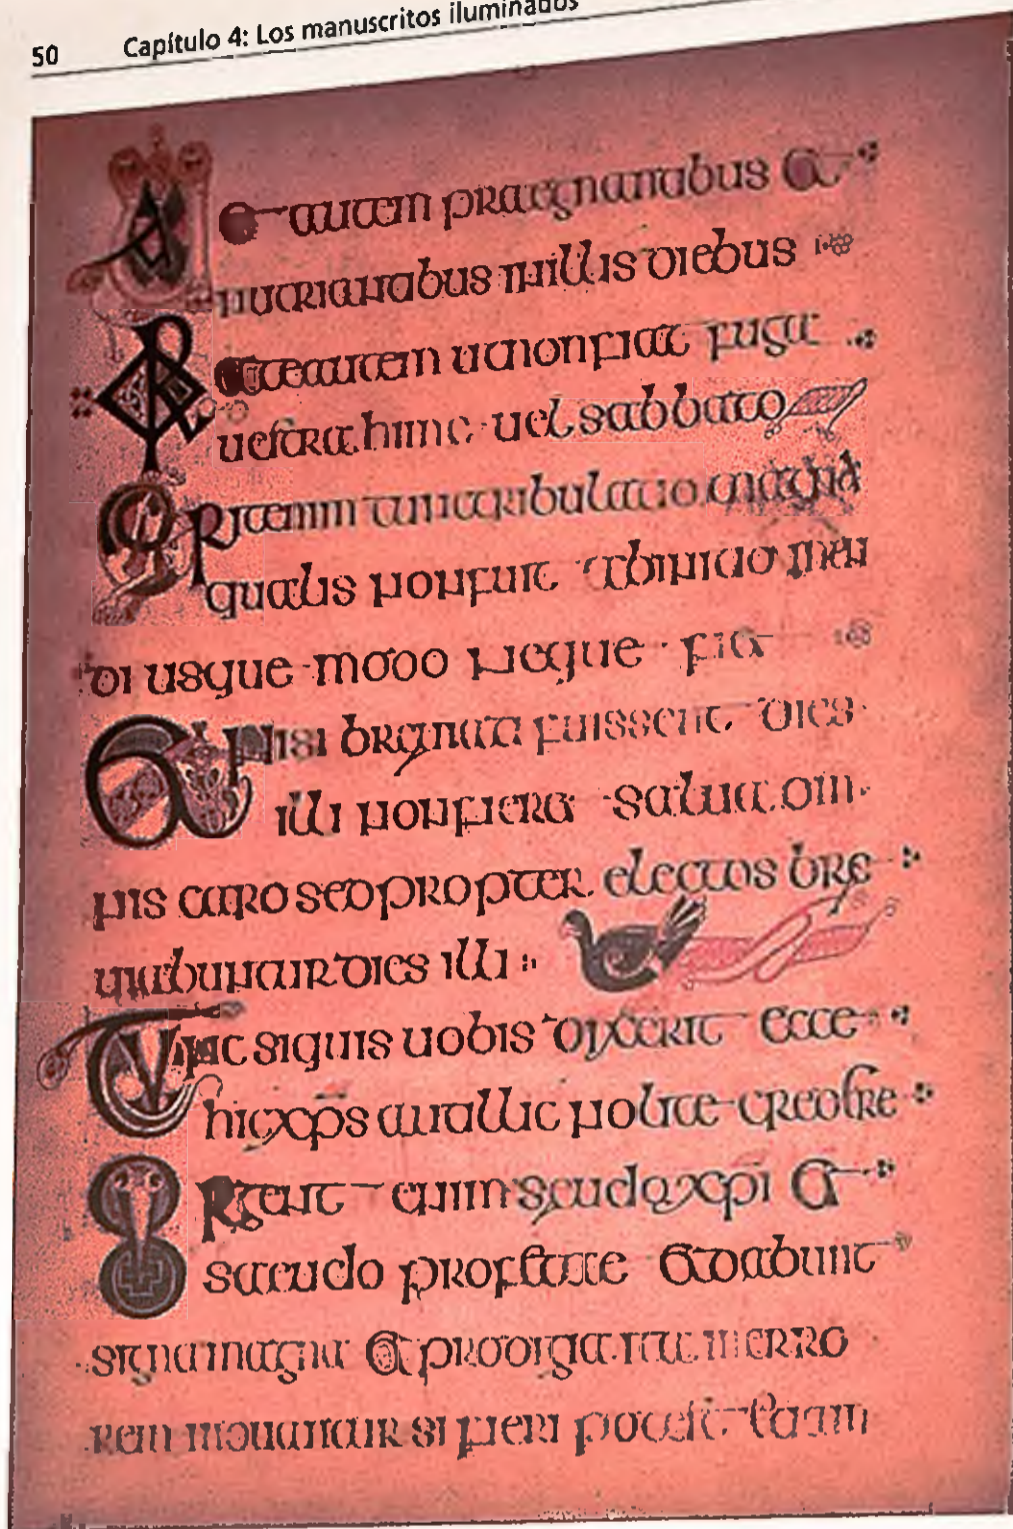 50 Capítulo 4: Los manuscritos iluminados
Uae autem praegnantibus et
nutrientibus in illis diebus
Orate autem ut non fiat fuga
uestra hieme uel sabbato
Erit enim tunc tribulatio magna
qualis non fuit ab initio mun
di usque modo neque fiet
Et nisi breuiati fuissent dies
illi non fieret salua om
nis caro sed propter electos bre
uiabuntur dies illi
Tunc si quis uobis dixerit ecce
hic xps aut illic nolite credere
surgent enim pseudo xpi et
pseudo profetae et dabunt
signa magna et prodigia ita in erro
rem mouantur si fieri potest etiam